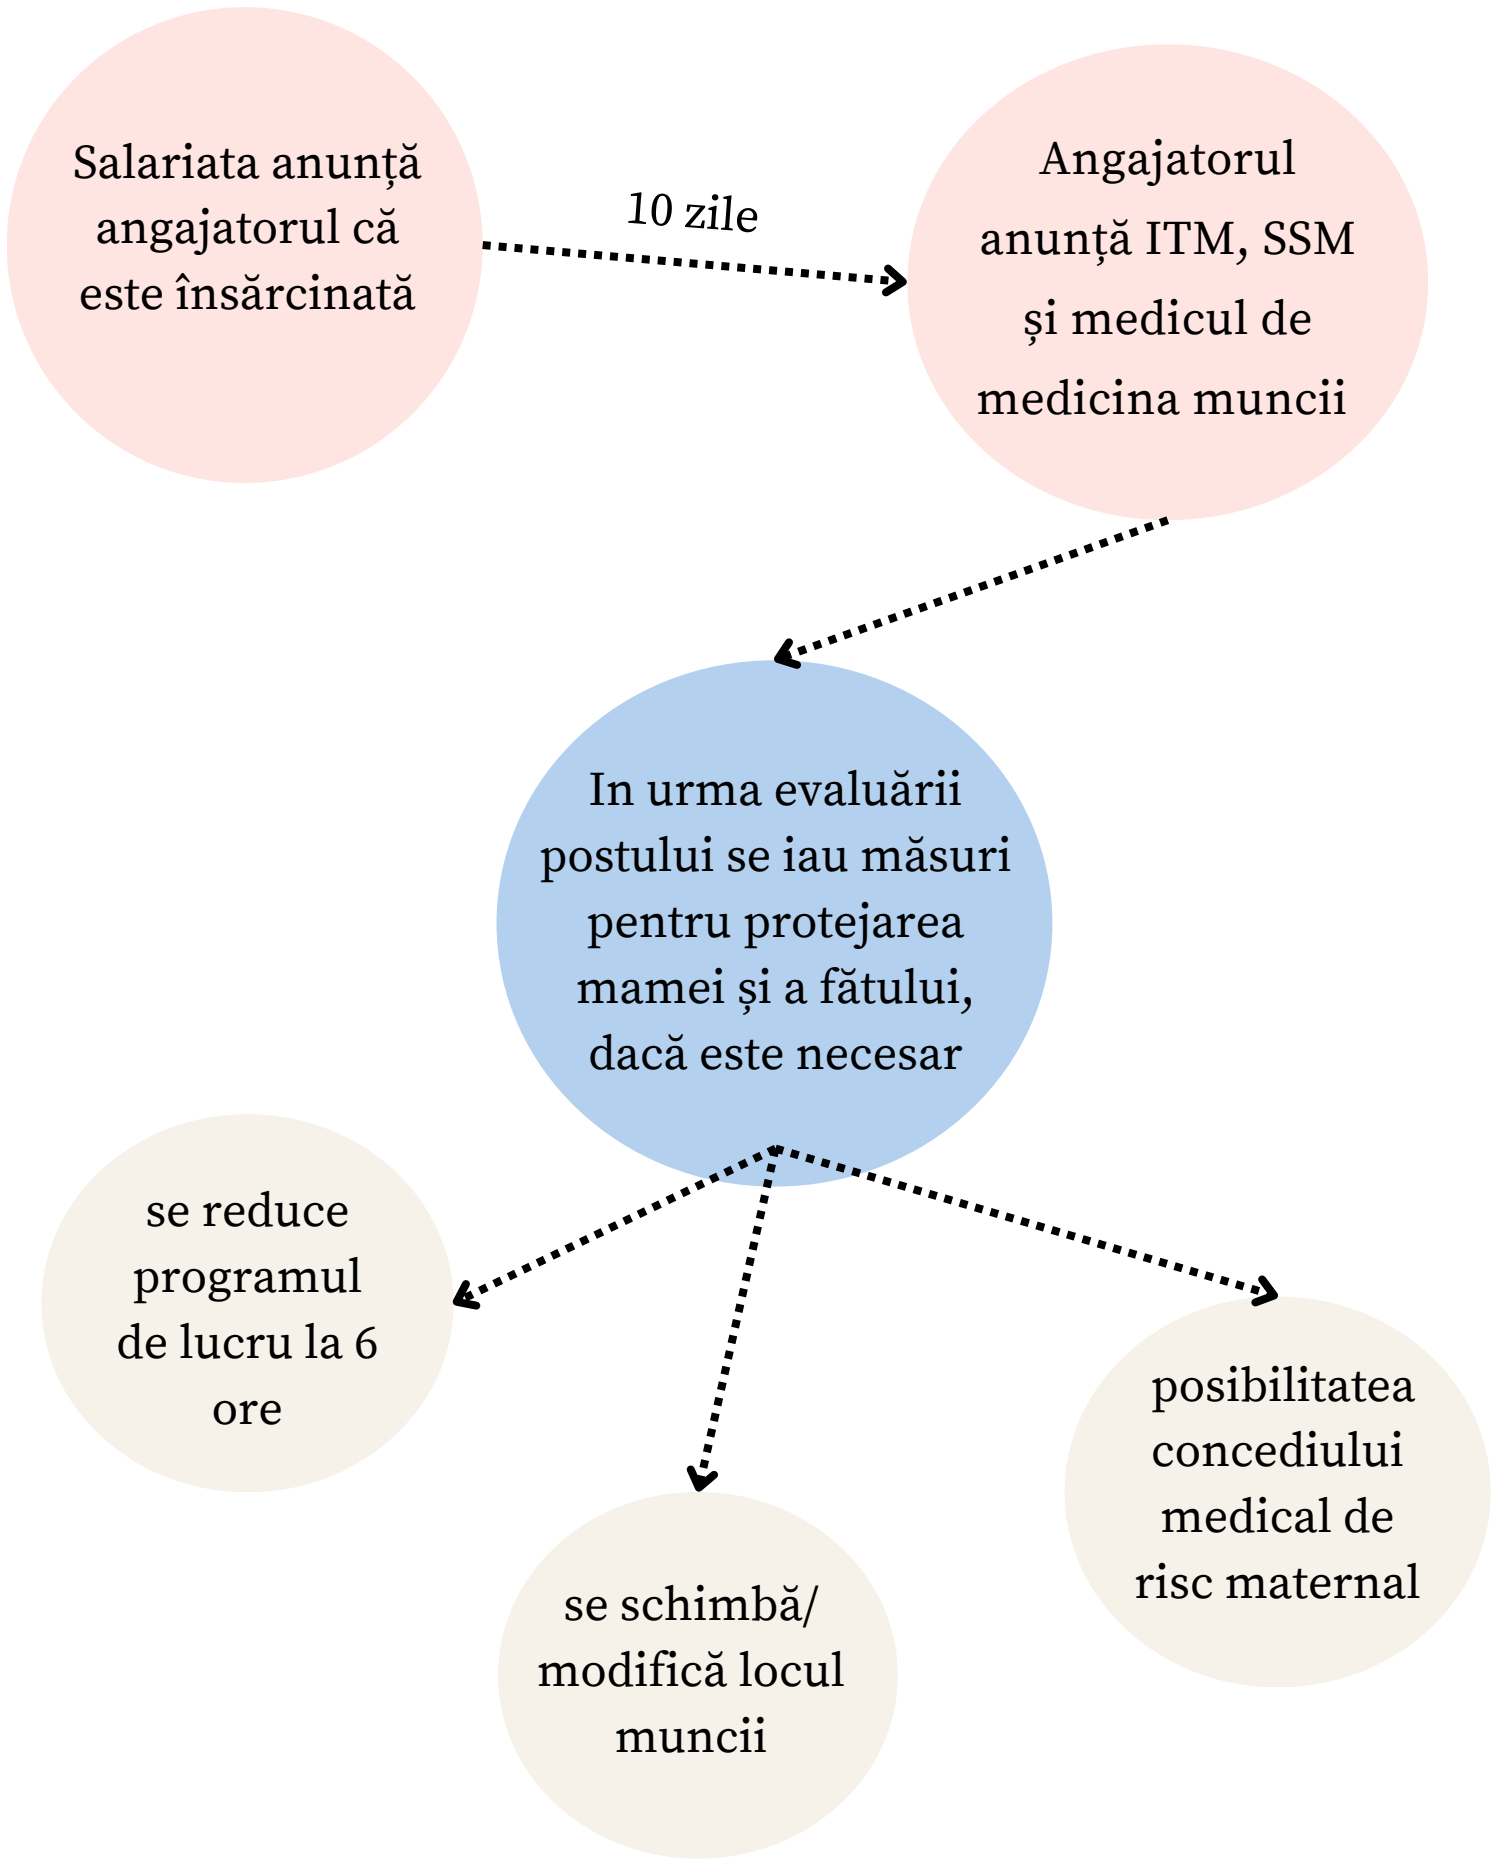 Salariata anunță
angajatorul că
este însărcinată
10 zile
Angajatorul
anunță ITM, SSM
și medicul de
medicina muncii
In urma evaluării
postului se iau măsuri
pentru protejarea
mamei și a fătului,
dacă este necesar
se reduce
programul
de lucru la 6
ore
se schimbă/
modifică locul
muncii
posibilitatea
concediului
medical de
risc maternal